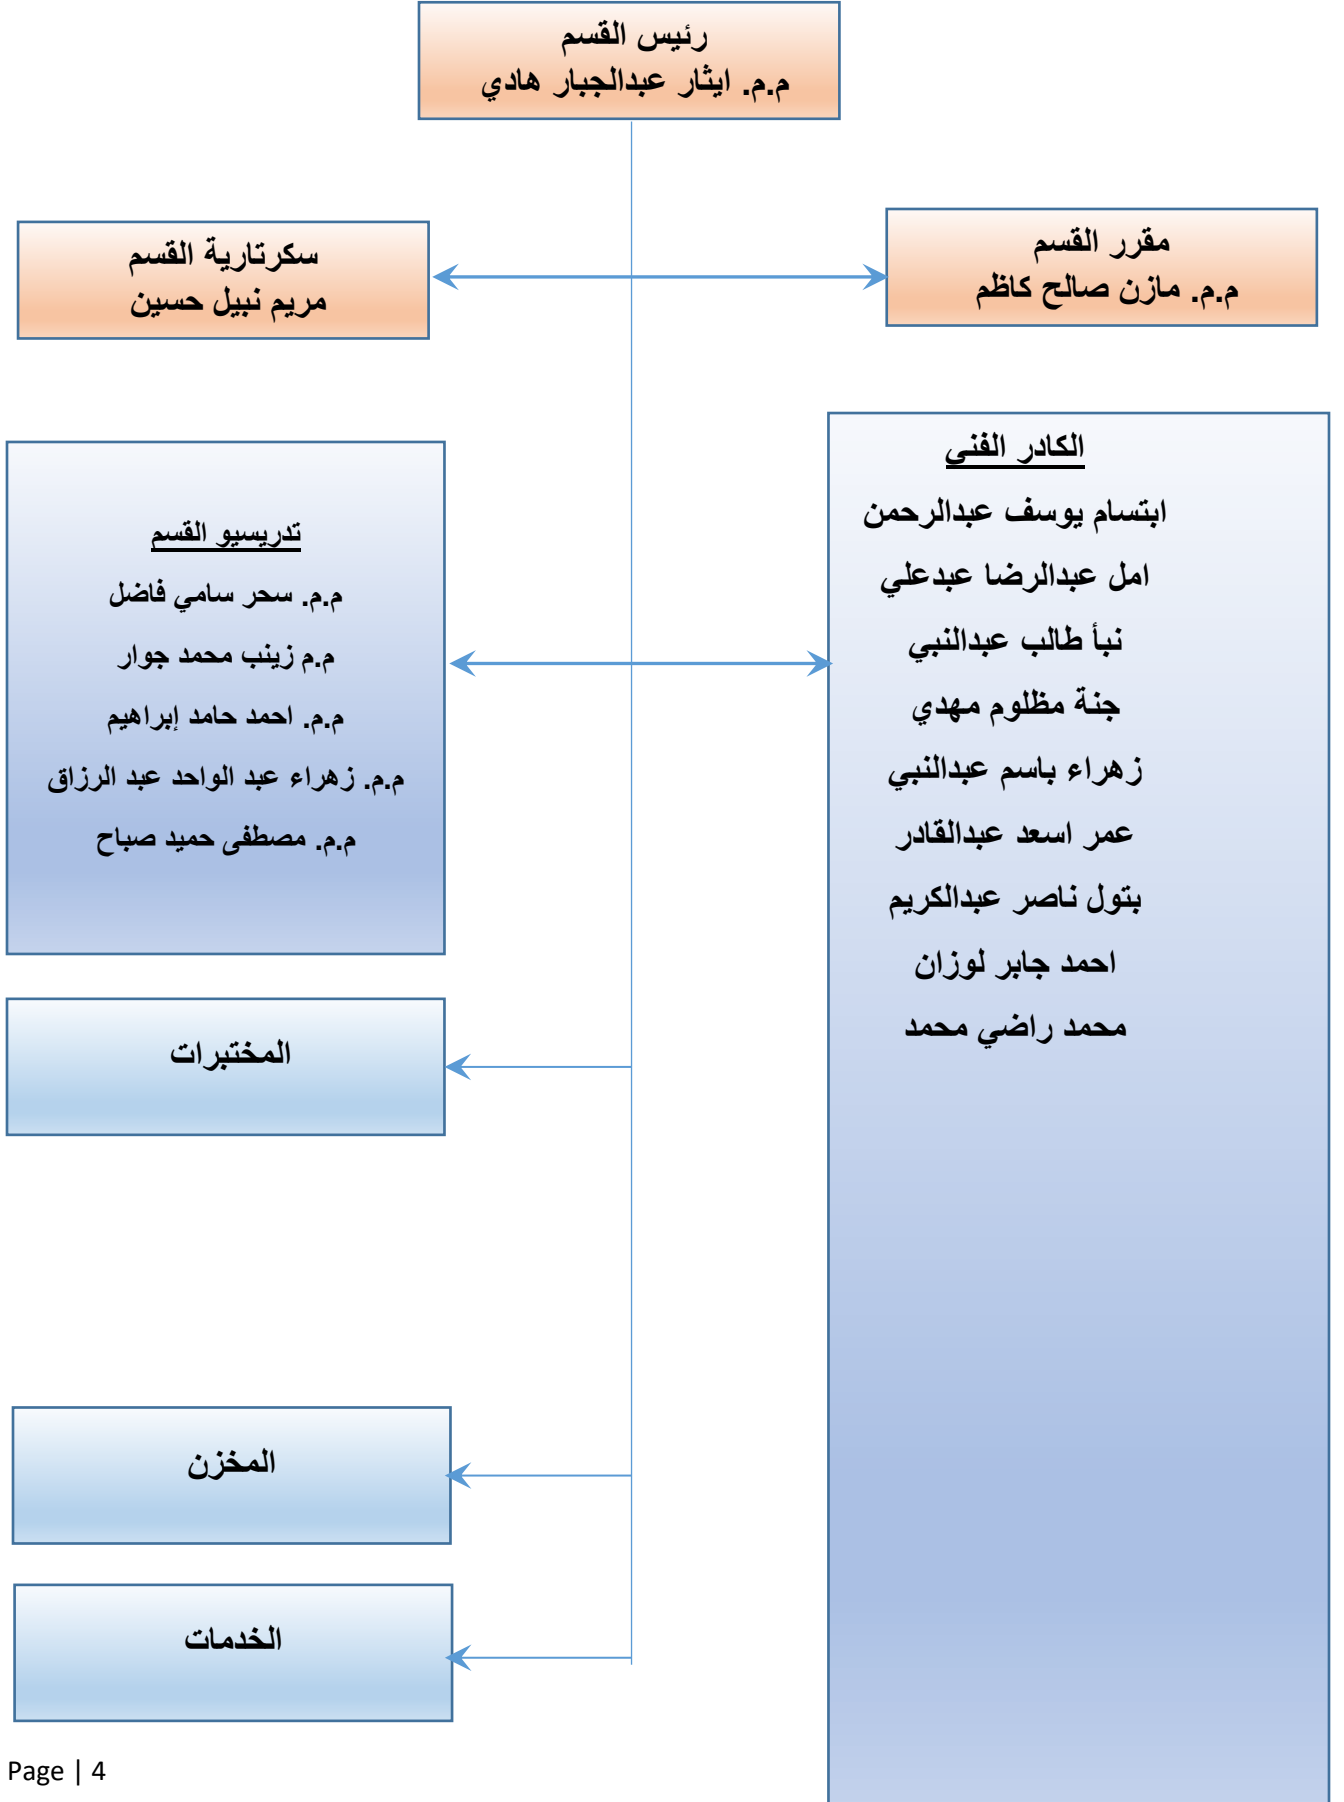 رئيس القسم
م.م. ايثار عبدالجبار هادي
مقرر القسم
م.م. مازن صالح كاظم
سكرتارية القسم
مريم نبيل حسين
الكادر الفني
ابتسام يوسف عبدالرحمن
امل عبدالرضا عبدعلي
نبأ طالب عبدالنبي
جنة مظلوم مهدي
زهراء باسم عبدالنبي
عمر اسعد عبدالقادر
بتول ناصر عبدالكريم
احمد جابر لوزان
محمد راضي محمد
تدريسيو القسم
م.م. سحر سامي فاضل
م.م زينب محمد جوار
م.م. احمد حامد إبراهيم
م.م. زهراء عبد الواحد عبد الرزاق
م.م. مصطفى حميد صباح
المختبرات
المخزن
الخدمات
Page | 4